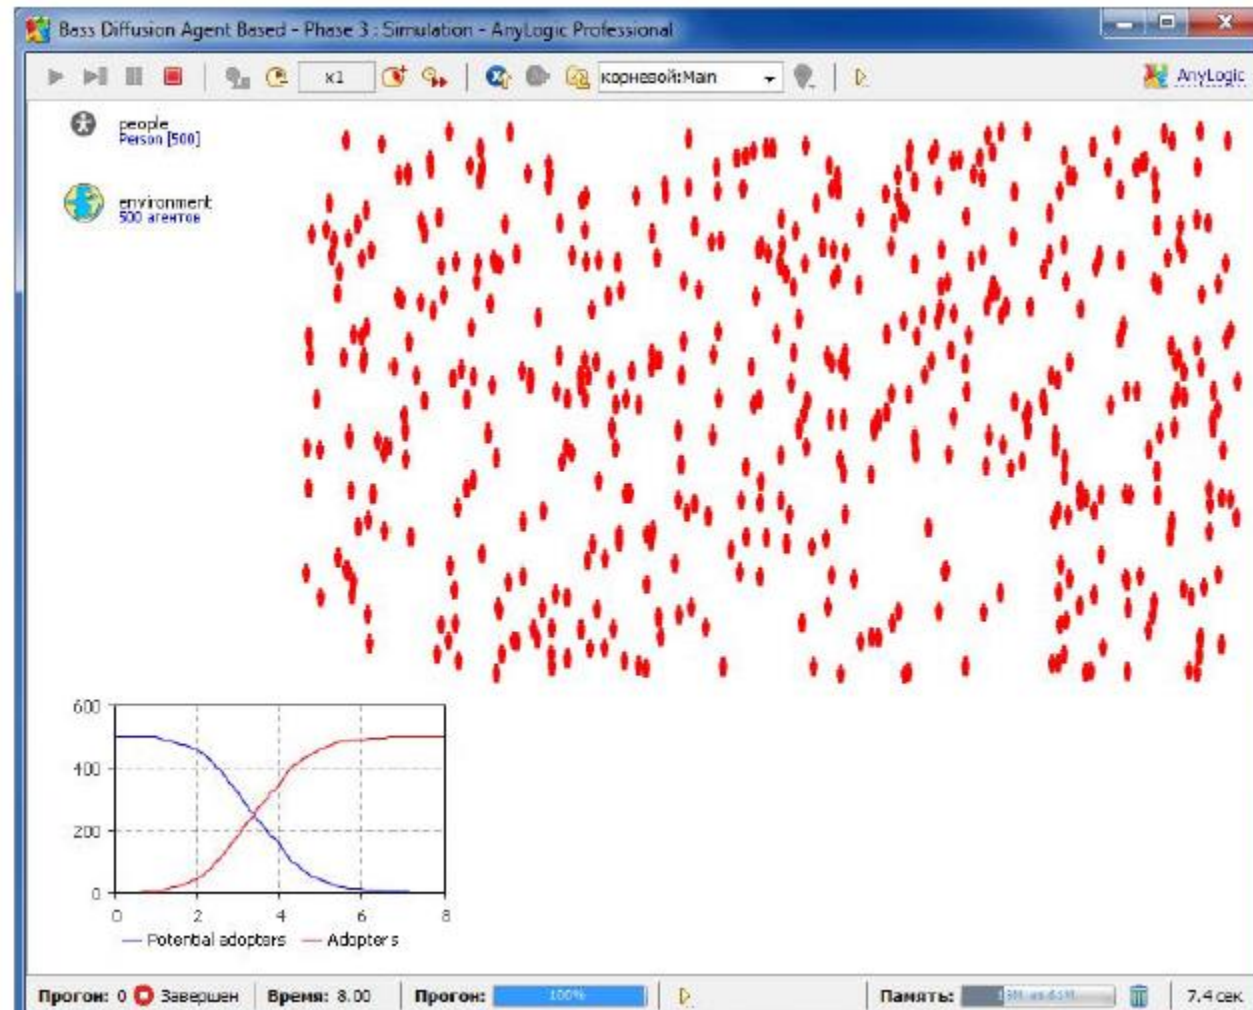 Bass Diffusion Agent Based - Phase 3 : Simulation - AnyLogic Professional
x1 корневой:Main AnyLogic
people
Person [500]
environment
500 агентов
600
400
200
0
0 2 4 6 8
Potential adopters Adopters
Прогон: 0 Завершен Время: 8.00 Прогон: 100% Память: 7.4 сек